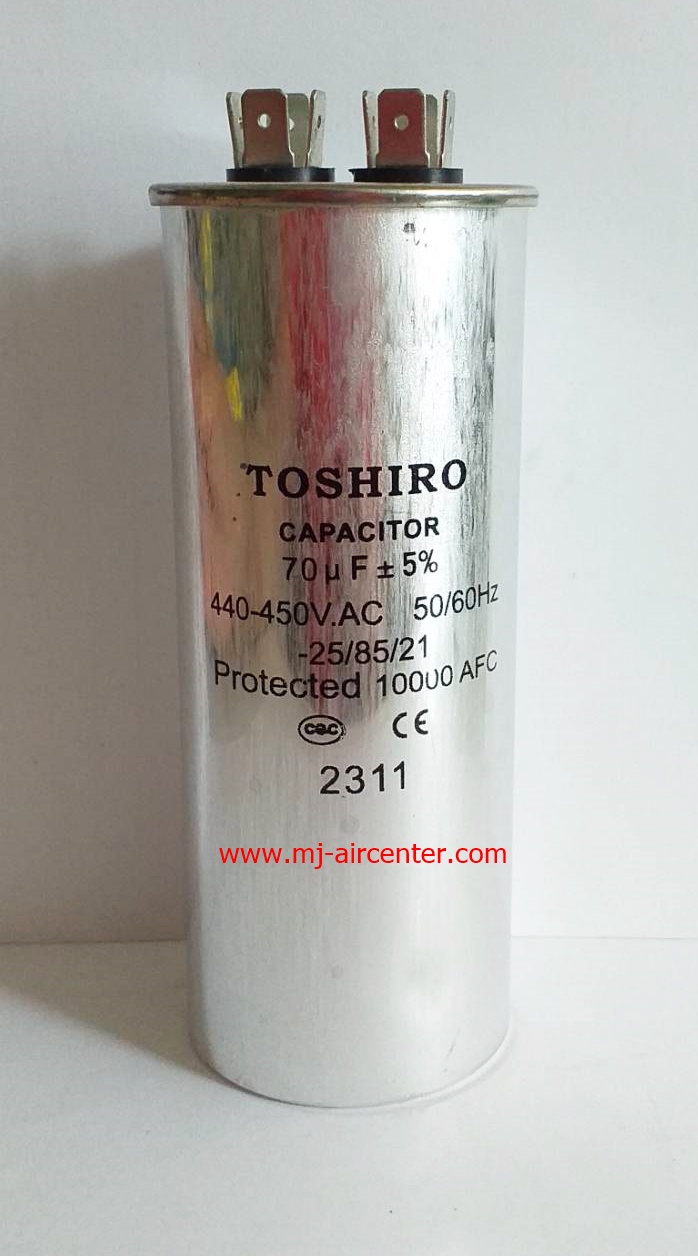 TOSHIRO
CAPACITOR
70 µ F ± 5%
440-450V.AC 50/60Hz
-25/85/21
Protected 10000 AFC
CQC CE
2311
www.mj-aircenter.com